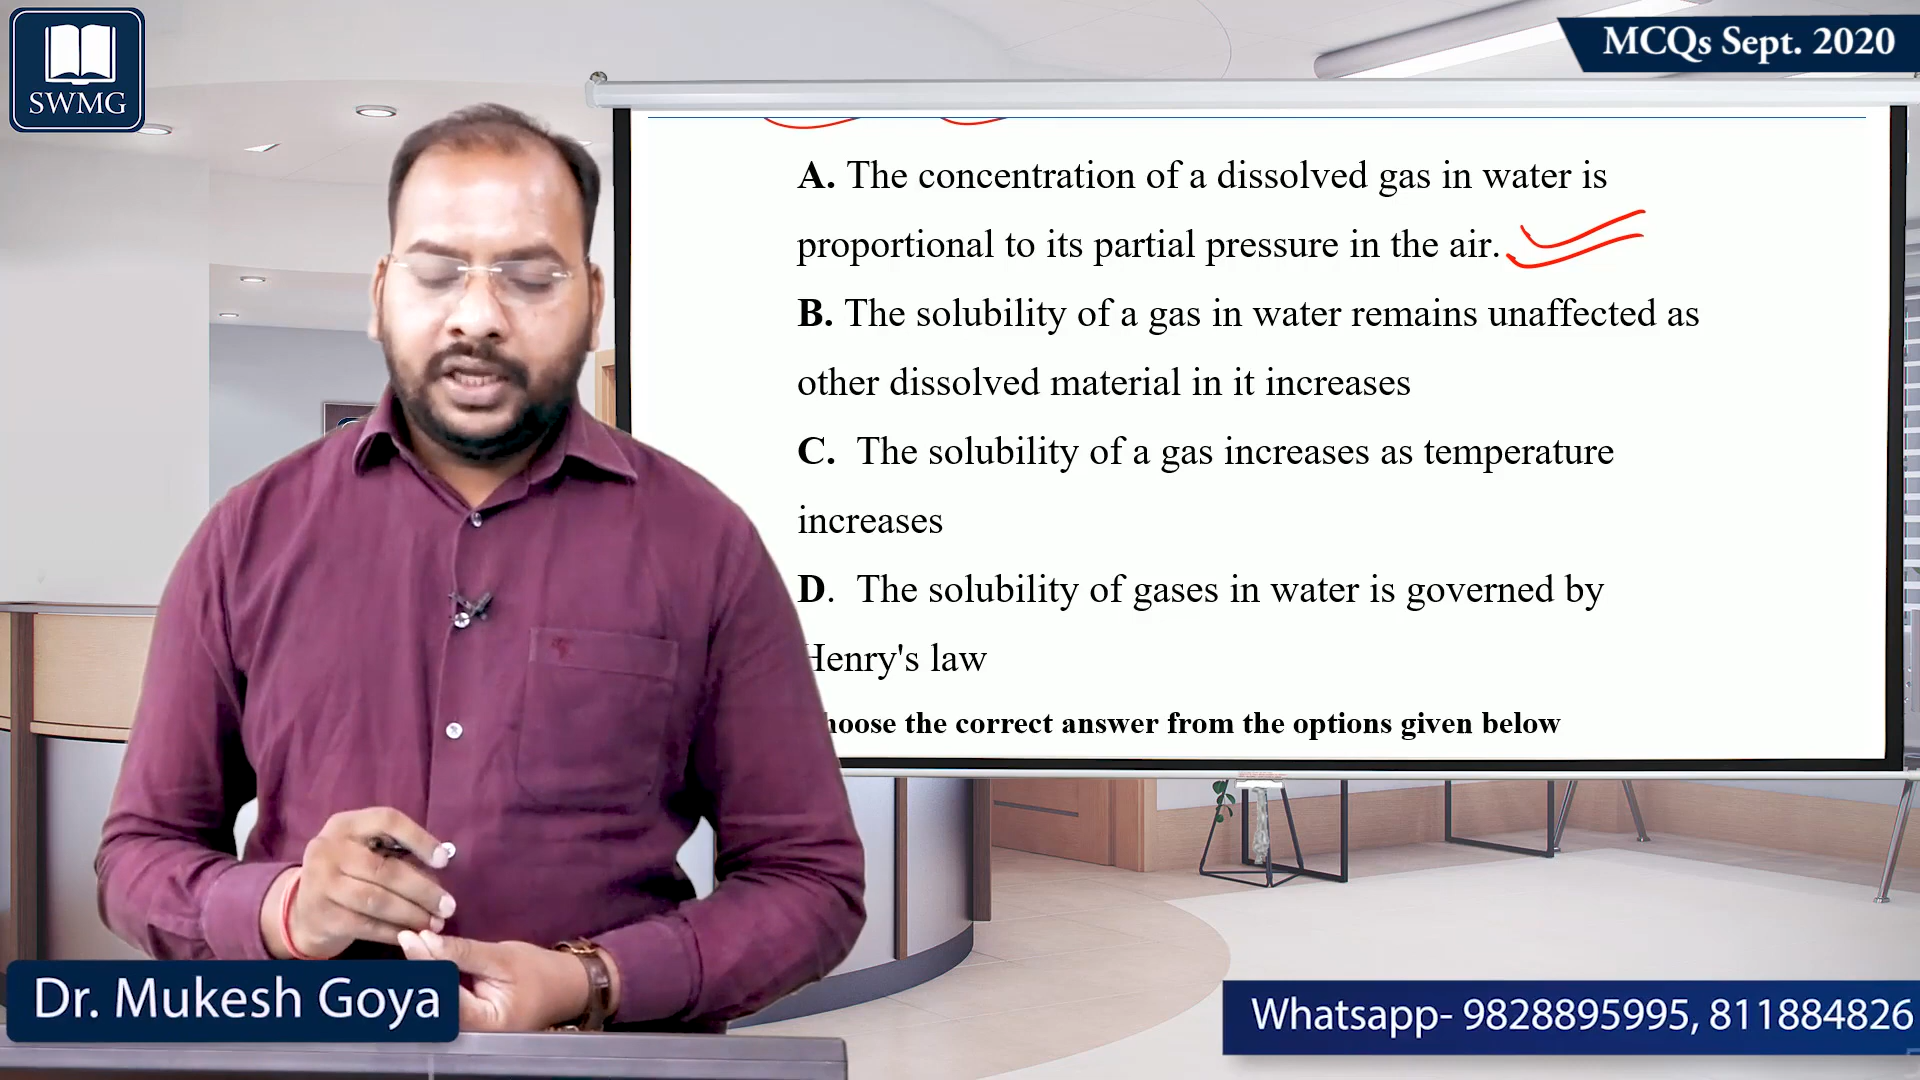 SWMG
MCQs Sept. 2020
A. The concentration of a dissolved gas in water is
proportional to its partial pressure in the air.
B. The solubility of a gas in water remains unaffected as
other dissolved material in it increases
C. The solubility of a gas increases as temperature
increases
D. The solubility of gases in water is governed by
Henry's law
hoose the correct answer from the options given below
Dr. Mukesh Goya
Whatsapp- 9828895995, 811884826